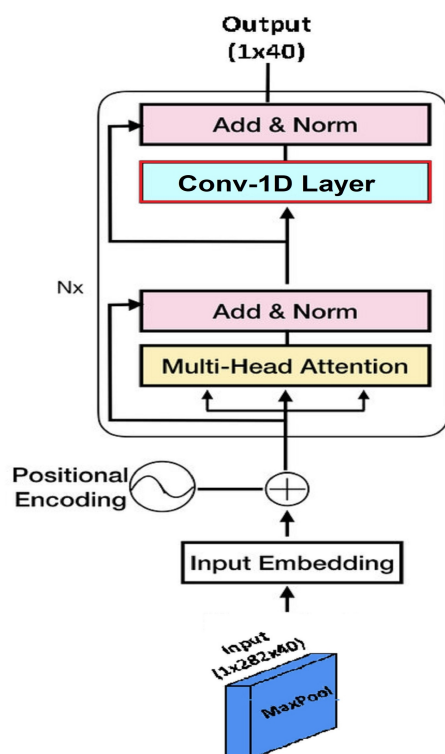 Output
(1x40)
Add & Norm
Conv-1D Layer
Nx
Add & Norm
Multi-Head Attention
Positional
Encoding
Input Embedding
Input
(1x282x40)
MaxPool